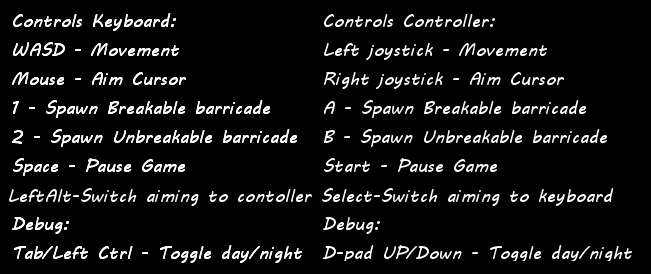 Controls Keyboard:
WASD - Movement
Mouse - Aim Cursor
1 - Spawn Breakable barricade
2 - Spawn Unbreakable barricade
Space - Pause Game
LeftAlt-Switch aiming to contoller
Debug:
Tab/Left Ctrl - Toggle day/night
Controls Controller:
Left joystick - Movement
Right joystick - Aim Cursor
A - Spawn Breakable barricade
B - Spawn Unbreakable barricade
Start - Pause Game
Select-Switch aiming to keyboard
Debug:
D-pad UP/Down - Toggle day/night